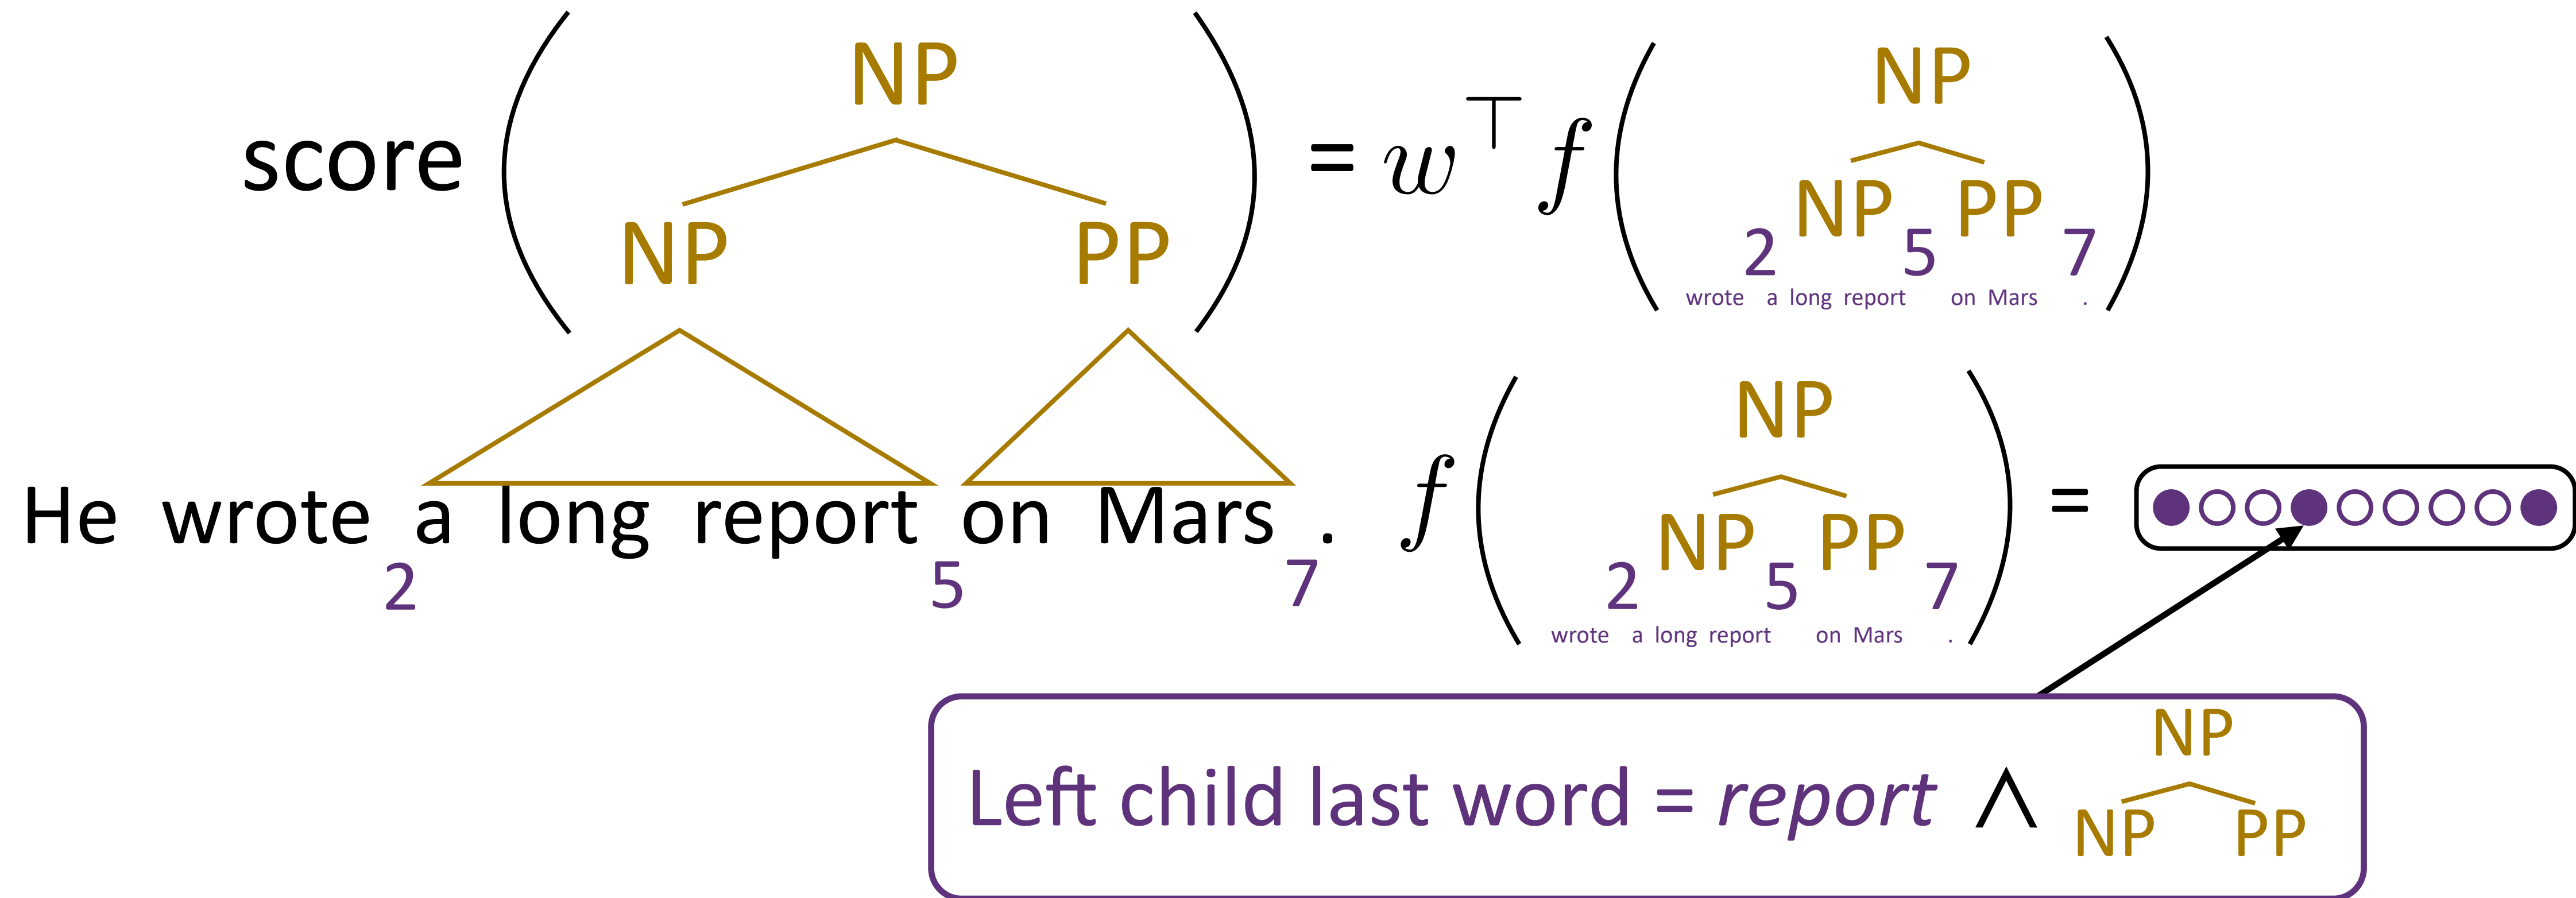 NP
NP
score
= w⊤ f
NP PP
NP PP
2 5 7
wrote a long report on Mars .
NP
He wrote a long report on Mars .
f
NP PP
=
2 5 7
2 5 7
wrote a long report on Mars .
NP
Left child last word = report ∧
NP PP